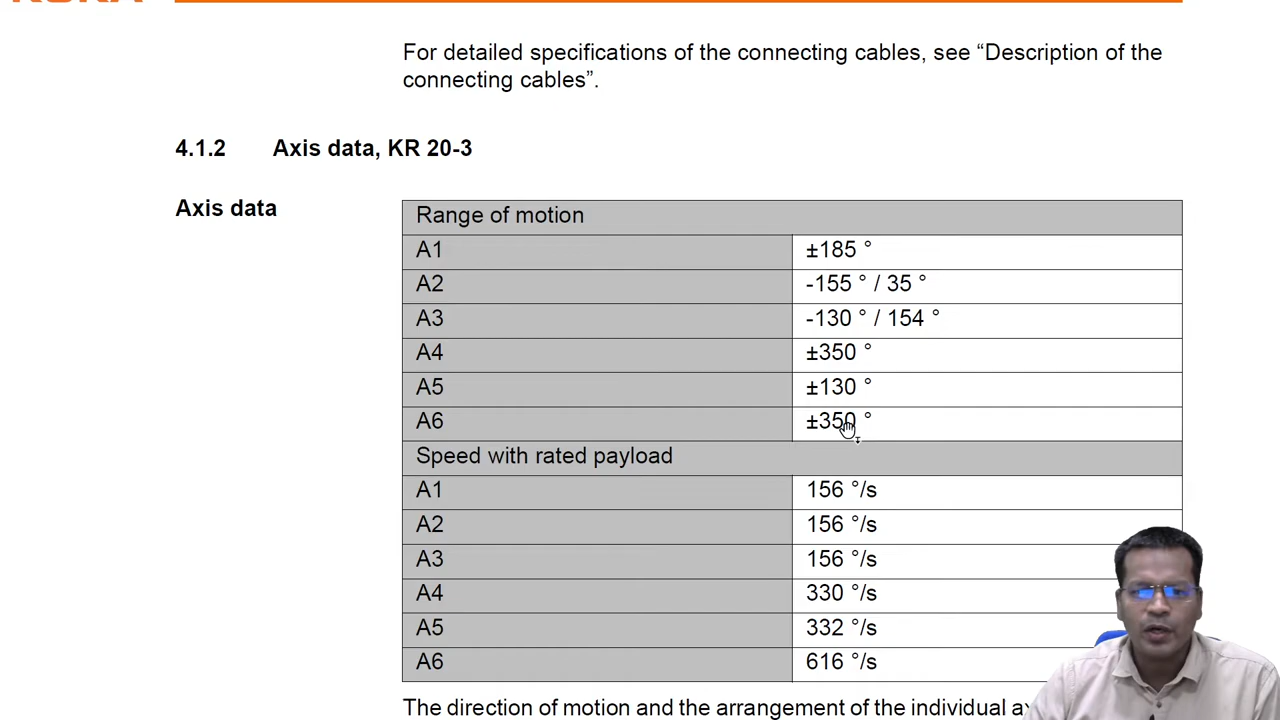 For detailed specifications of the connecting cables, see “Description of the
connecting cables”.
4.1.2 Axis data, KR 20-3
Axis data
Range of motion
A1 ±185 °
A2 -155 ° / 35 °
A3 -130 ° / 154 °
A4 ±350 °
A5 ±130 °
A6 ±350 °
Speed with rated payload
A1 156 °/s
A2 156 °/s
A3 156 °/s
A4 330 °/s
A5 332 °/s
A6 616 °/s
The direction of motion and the arrangement of the individual